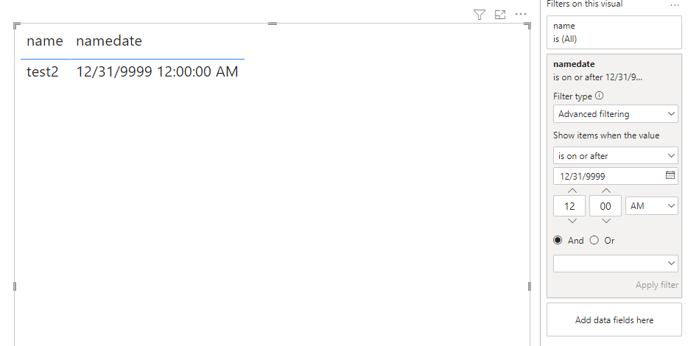 Filters on this visual
name
is (All)
name namedate
test2 12/31/9999 12:00:00 AM
namedate
is on or after 12/31/9...
Filter type
Advanced filtering
Show items when the value
is on or after
12/31/9999
12 00 AM
And Or
Apply filter
Add data fields here